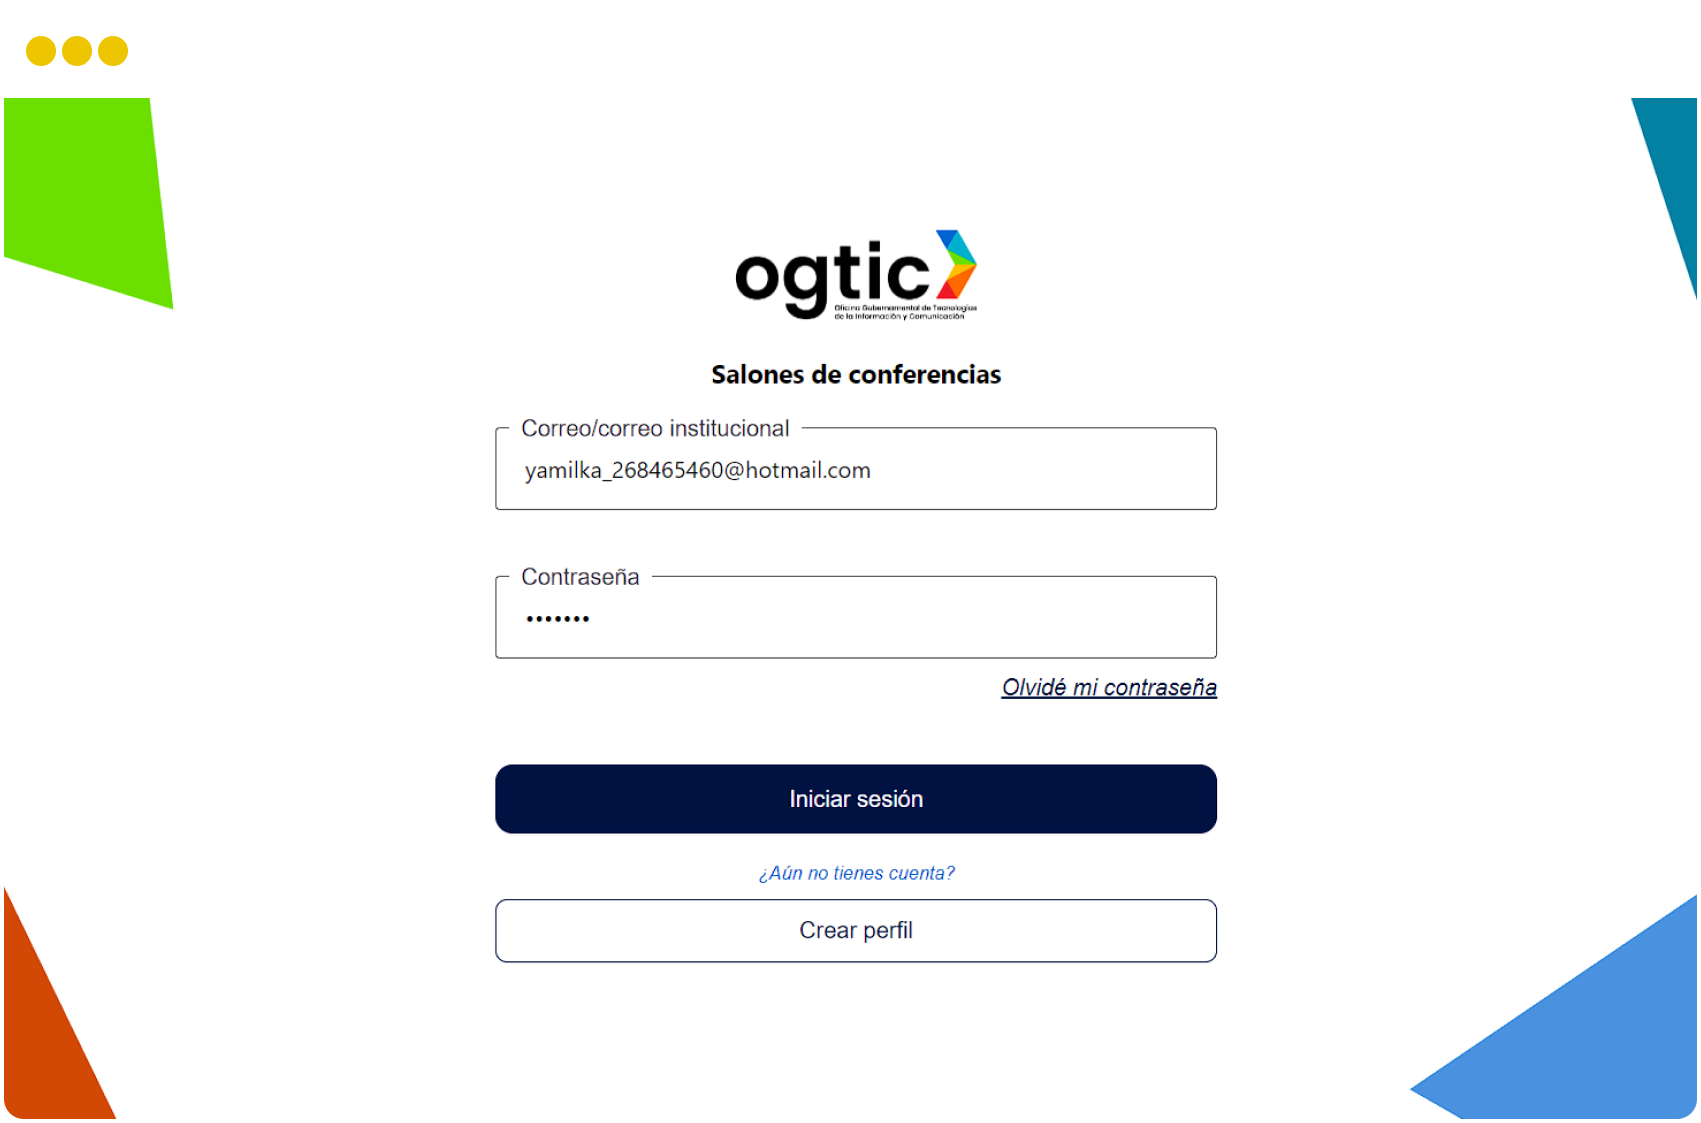 ogtic
Oficina Gubernamental de Tecnologías
de la Información y Comunicación
Salones de conferencias
Correo/correo institucional
yamilka_268465460@hotmail.com
Contraseña
•••••••
Olvidé mi contraseña
Iniciar sesión
¿Aún no tienes cuenta?
Crear perfil